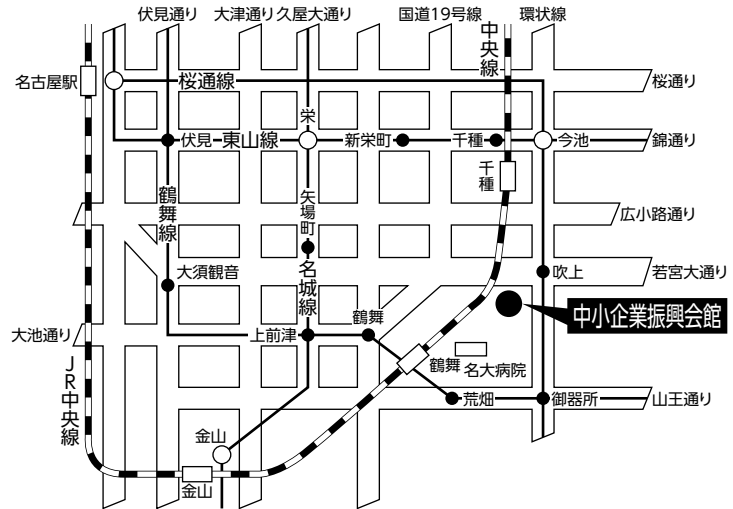 伏見通り
大津通り
久屋大通り
国道19号線
環状線
中央線
名古屋駅
桜通線
桜通り
栄
伏見
東山線
新栄町
千種
今池
錦通り
千種
鶴舞線
矢場町
広小路通り
名城線
大須観音
吹上
若宮大通り
中小企業振興会館
大池通り
上前津
鶴舞
鶴舞
名大病院
JR中央線
荒畑
御器所
山王通り
金山
金山